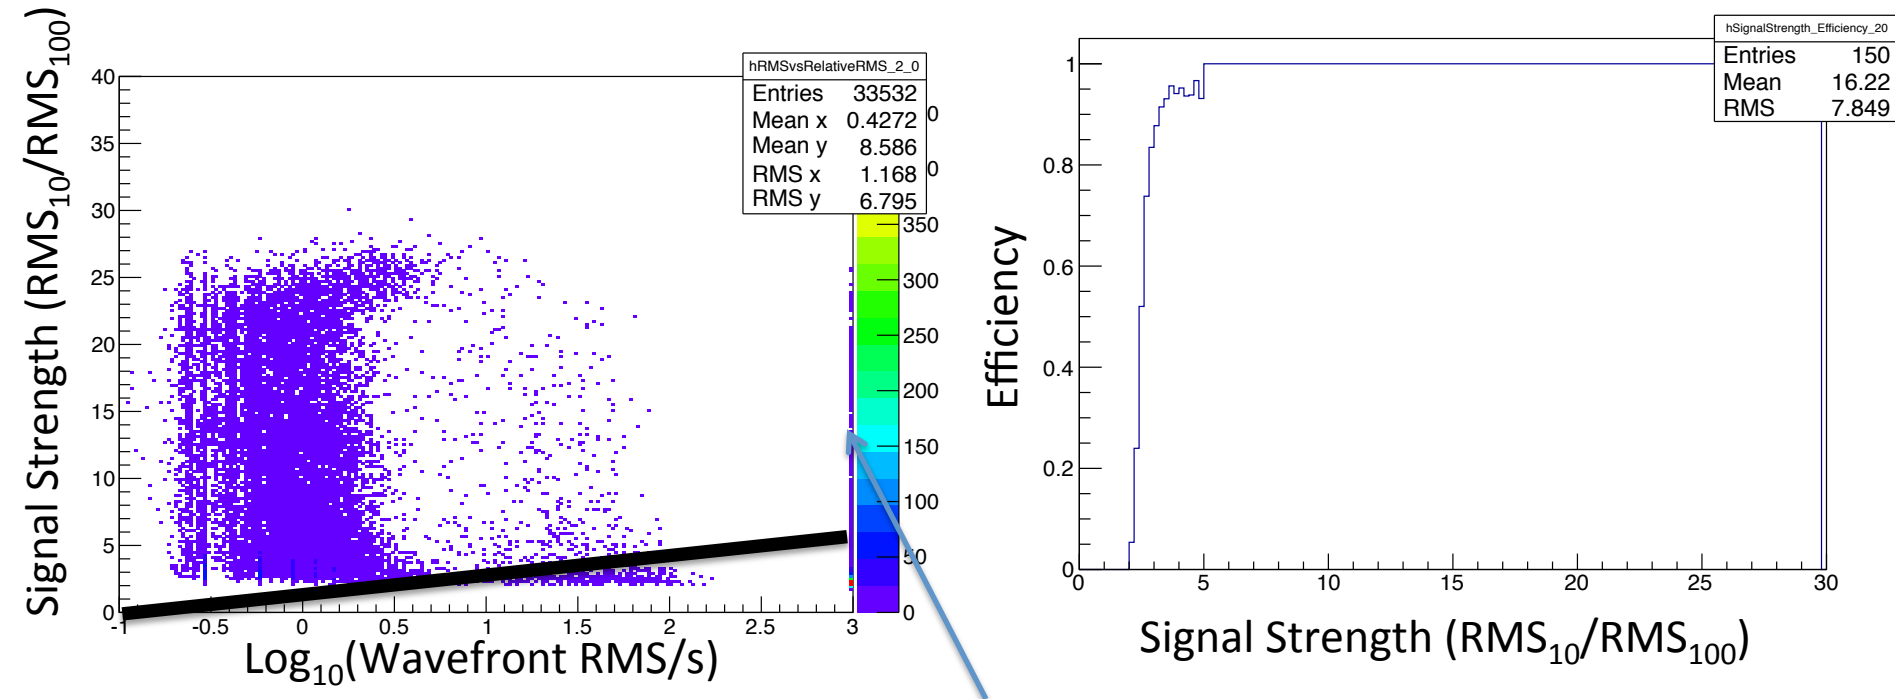 Signal Strength (RMS10/RMS100)
40
35
30
25
20
15
10
5
0
-1
-0.5
0
0.5
1
1.5
2
2.5
3
Log10(Wavefront RMS/s)
hRMSvsRelativeRMS_2_0
Entries 33532
Mean x 0.4272
Mean y 8.586
RMS x 1.168
RMS y 6.795
0
0
350
300
250
200
150
100
50
0
Efficiency
1
0.8
0.6
0.4
0.2
0
0
5
10
15
20
25
30
Signal Strength (RMS10/RMS100)
hSignalStrength_Efficiency_20
Entries 150
Mean 16.22
RMS 7.849